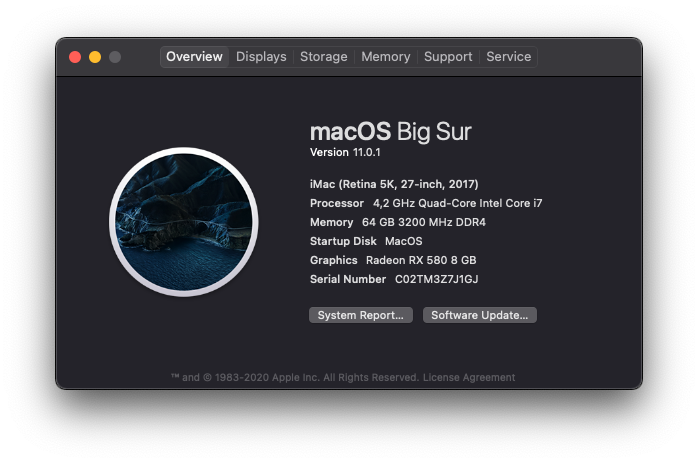 Overview Displays Storage Memory Support Service
macOS Big Sur
Version 11.0.1
iMac (Retina 5K, 27-inch, 2017)
Processor 4,2 GHz Quad-Core Intel Core i7
Memory 64 GB 3200 MHz DDR4
Startup Disk MacOS
Graphics Radeon RX 580 8 GB
Serial Number C02TM3Z7J1GJ
System Report... Software Update...
™ and © 1983-2020 Apple Inc. All Rights Reserved. License Agreement